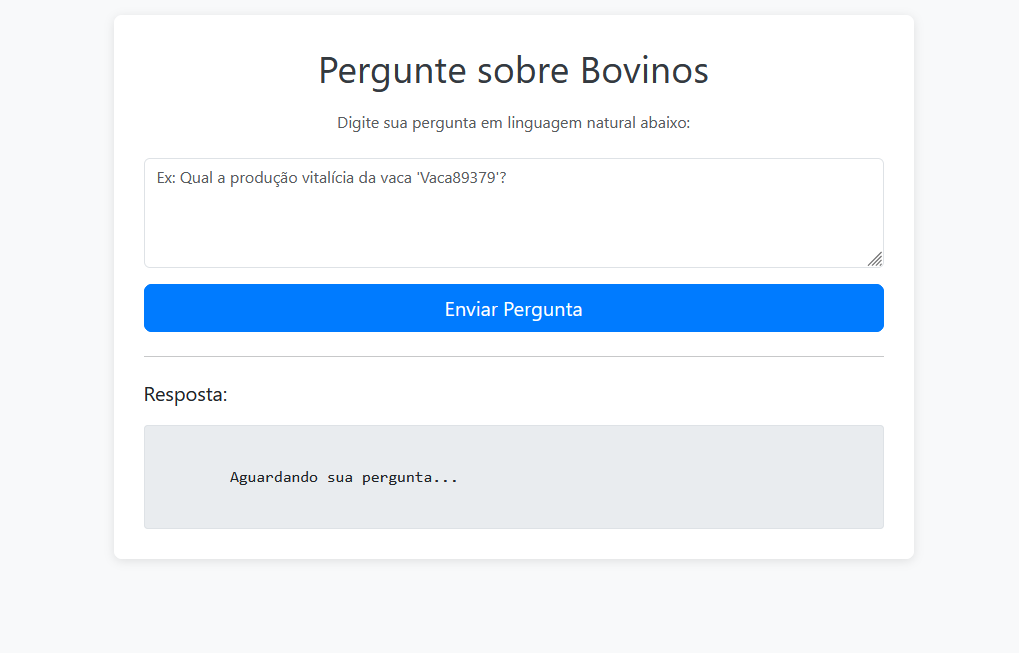 Pergunte sobre Bovinos
Digite sua pergunta em linguagem natural abaixo:
Ex: Qual a produção vitalícia da vaca 'Vaca89379'?
Enviar Pergunta
Resposta:
Aguardando sua pergunta...